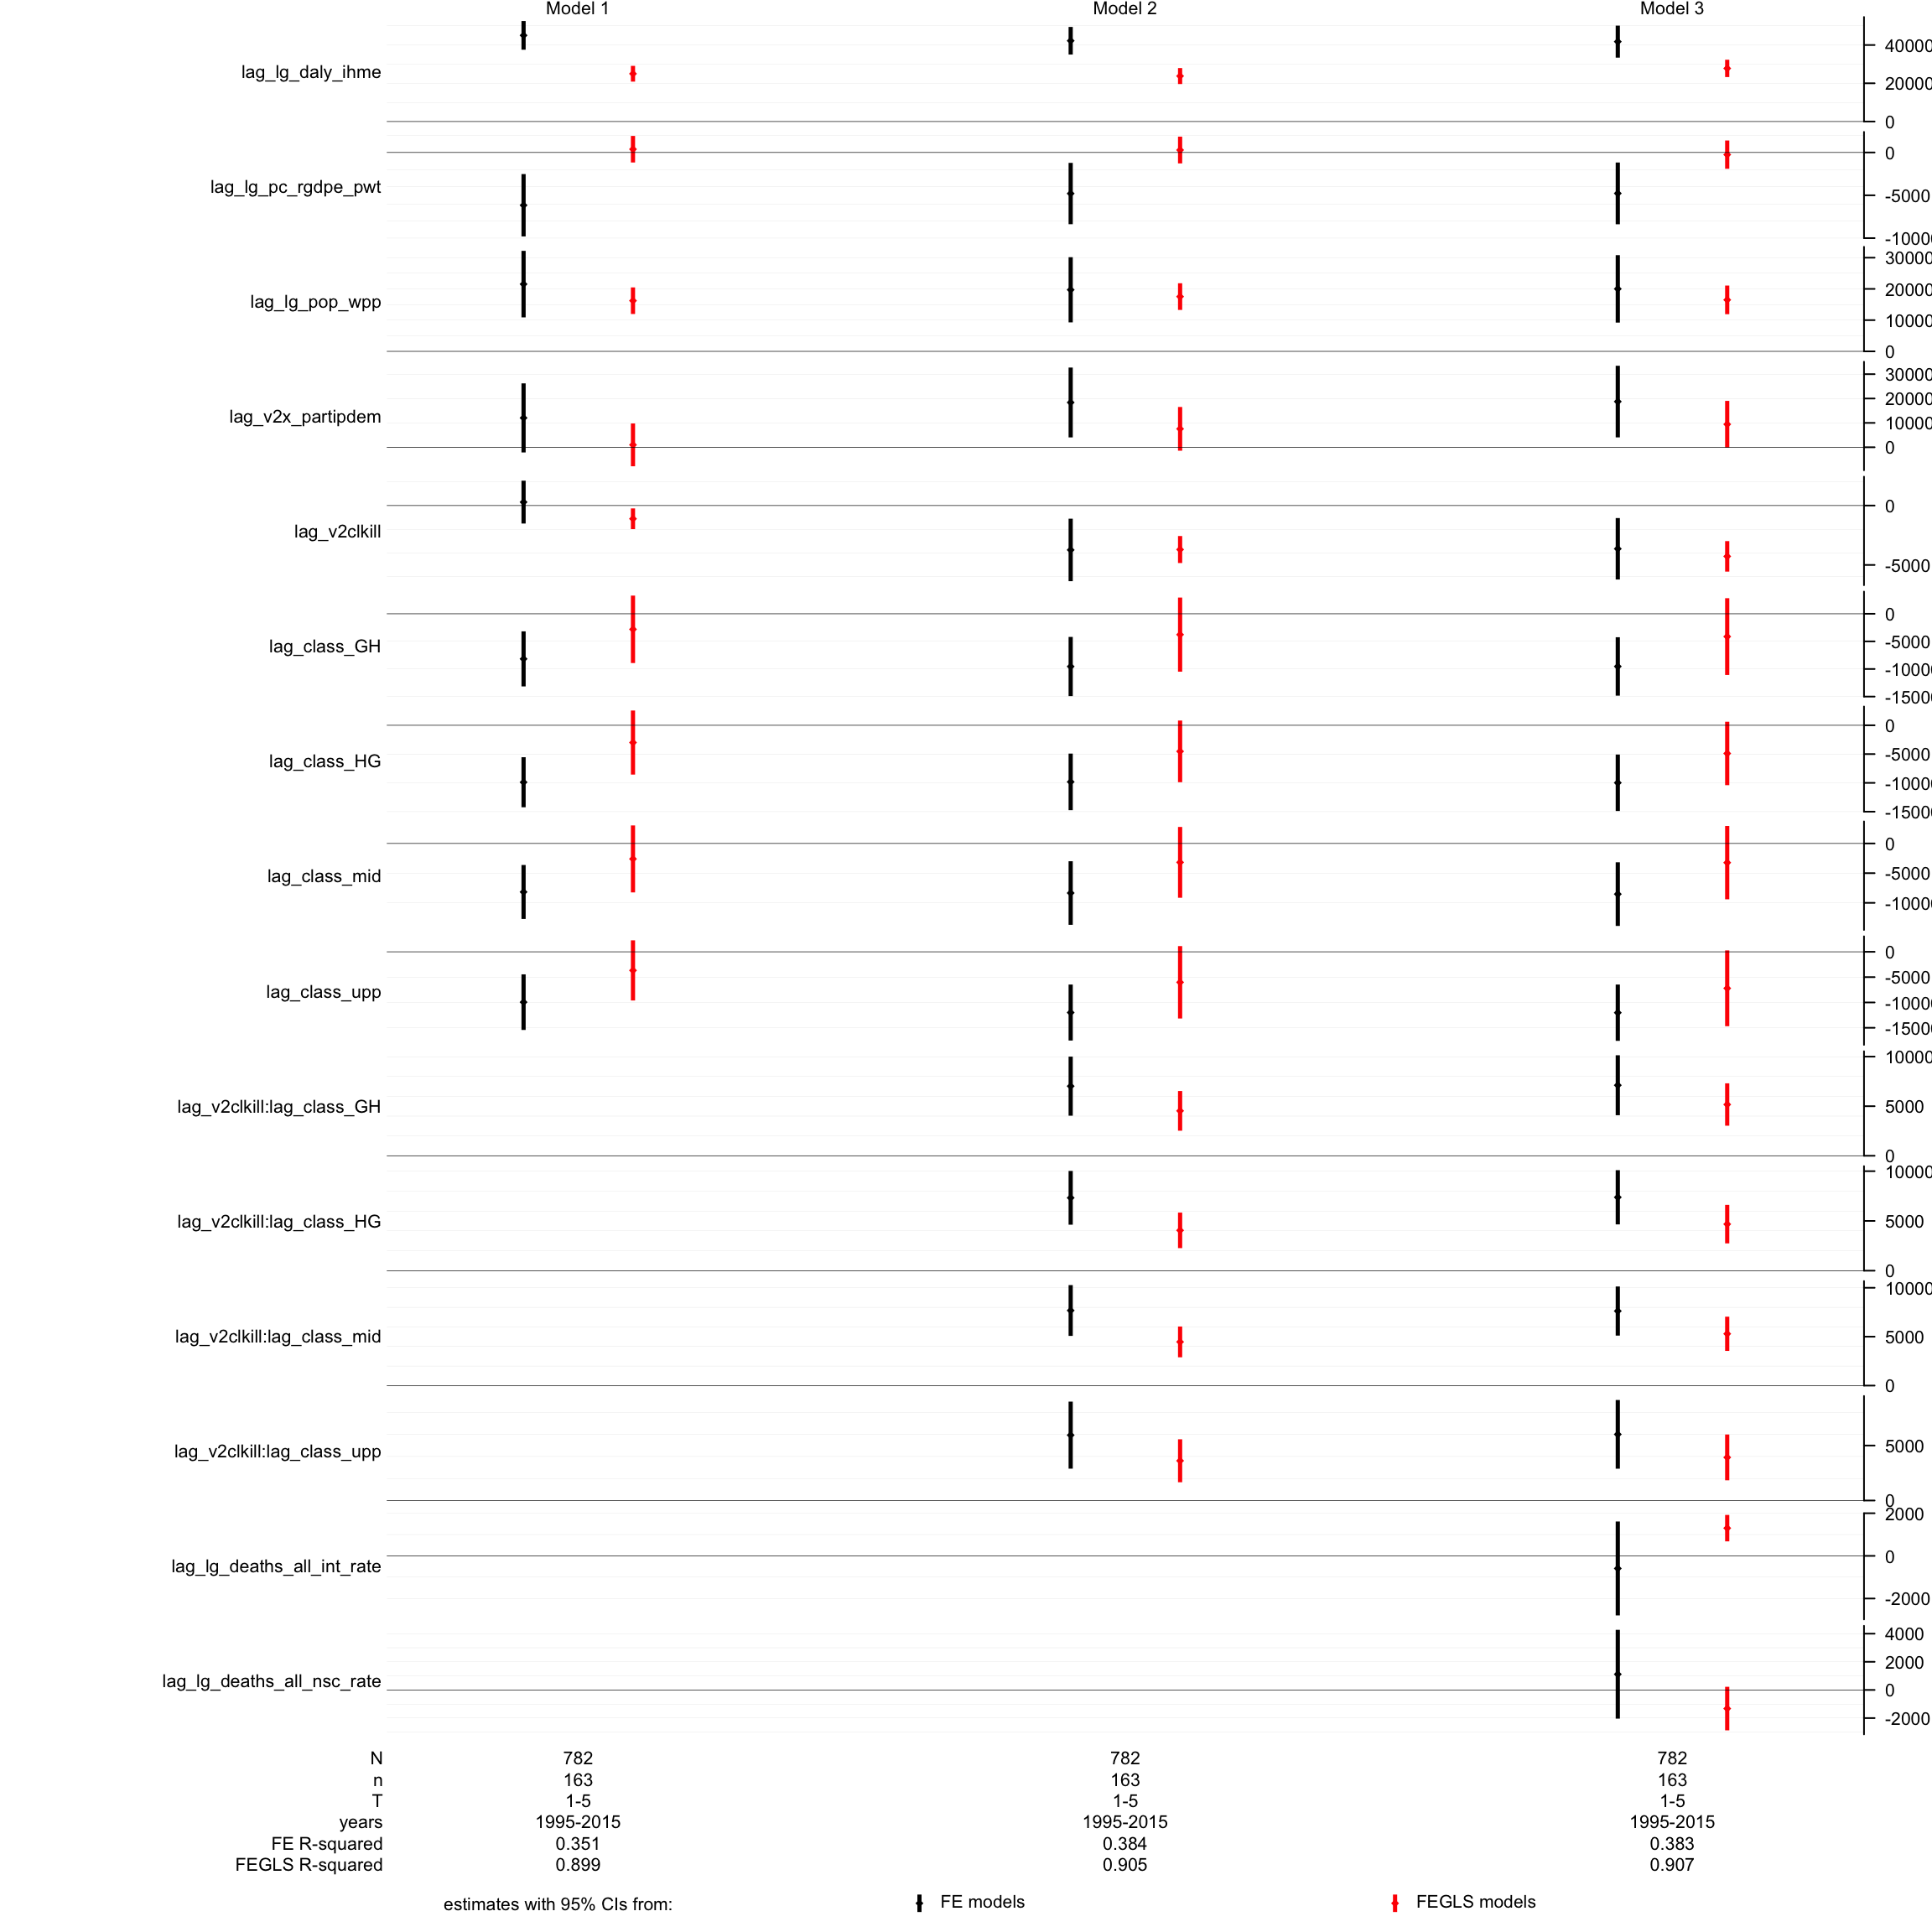 Model 1 Model 2 Model 3
lag_lg_daly_ihme
40000
20000
0
lag_lg_pc_rgdpe_pwt
0
-5000
-10000
lag_lg_pop_wpp
30000
20000
10000
0
lag_v2x_partipdem
30000
20000
10000
0
lag_v2clkill
0
-5000
lag_class_GH
0
-5000
-10000
-15000
lag_class_HG
0
-5000
-10000
-15000
lag_class_mid
0
-5000
-10000
lag_class_upp
0
-5000
-10000
-15000
lag_v2clkill:lag_class_GH
10000
5000
0
lag_v2clkill:lag_class_HG
10000
5000
0
lag_v2clkill:lag_class_mid
10000
5000
0
lag_v2clkill:lag_class_upp
5000
0
lag_lg_deaths_all_int_rate
2000
0
-2000
lag_lg_deaths_all_nsc_rate
4000
2000
0
-2000
N 782 782 782
n 163 163 163
T 1-5 1-5 1-5
years 1995-2015 1995-2015 1995-2015
FE R-squared 0.351 0.384 0.383
FEGLS R-squared 0.899 0.905 0.907
estimates with 95% CIs from: FE models FEGLS models